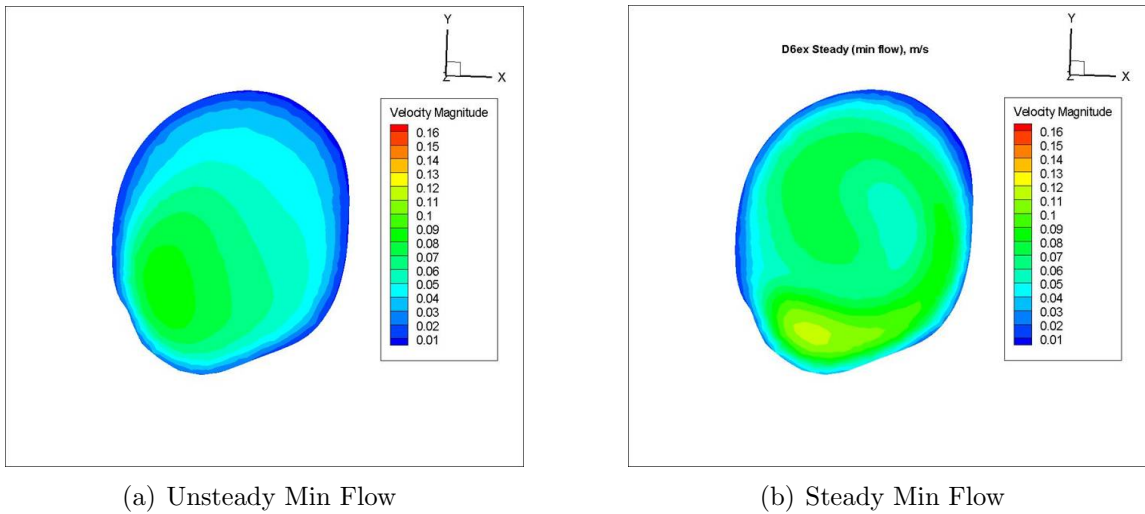 Y
Z
X
Velocity Magnitude
0.16
0.15
0.14
0.13
0.12
0.11
0.1
0.09
0.08
0.07
0.06
0.05
0.04
0.03
0.02
0.01
(a) Unsteady Min Flow
D6ex Steady (min flow), m/s
Y
Z
X
Velocity Magnitude
0.16
0.15
0.14
0.13
0.12
0.11
0.1
0.09
0.08
0.07
0.06
0.05
0.04
0.03
0.02
0.01
(b) Steady Min Flow